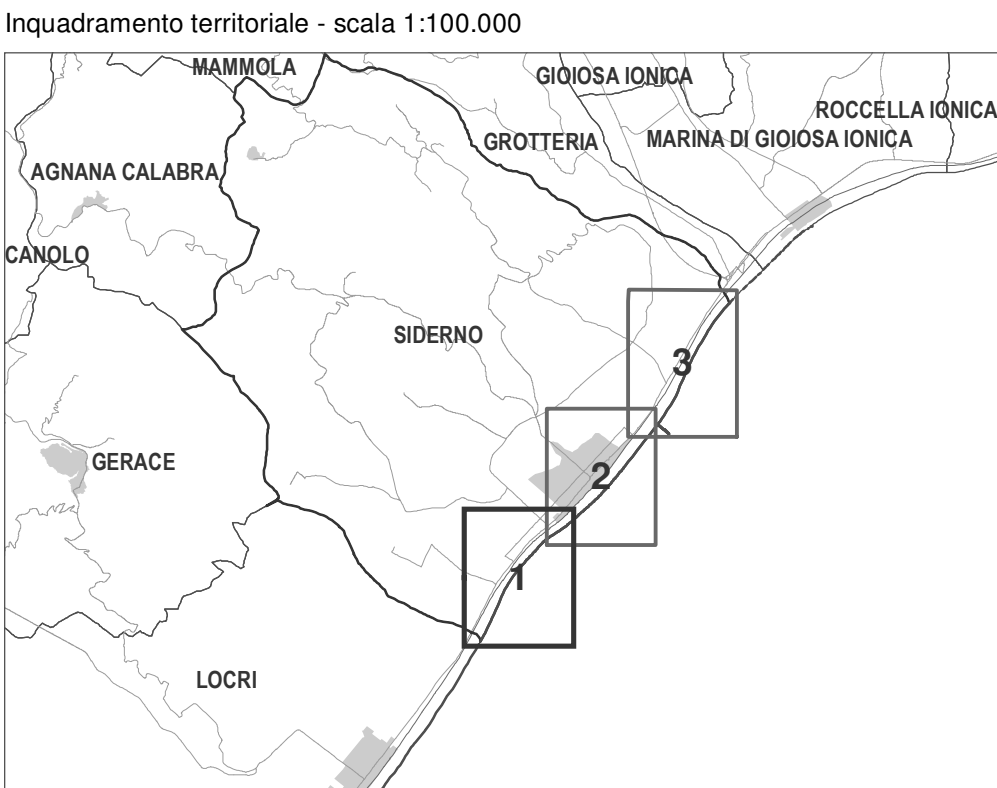 Inquadramento territoriale - scala 1:100.000
MAMMOLA
GIOIOSA IONICA
ROCCELLA IONICA
GROTTERIA
MARINA DI GIOIOSA IONICA
AGNANA CALABRA
CANOLO
SIDERNO
3
GERACE
2
1
LOCRI